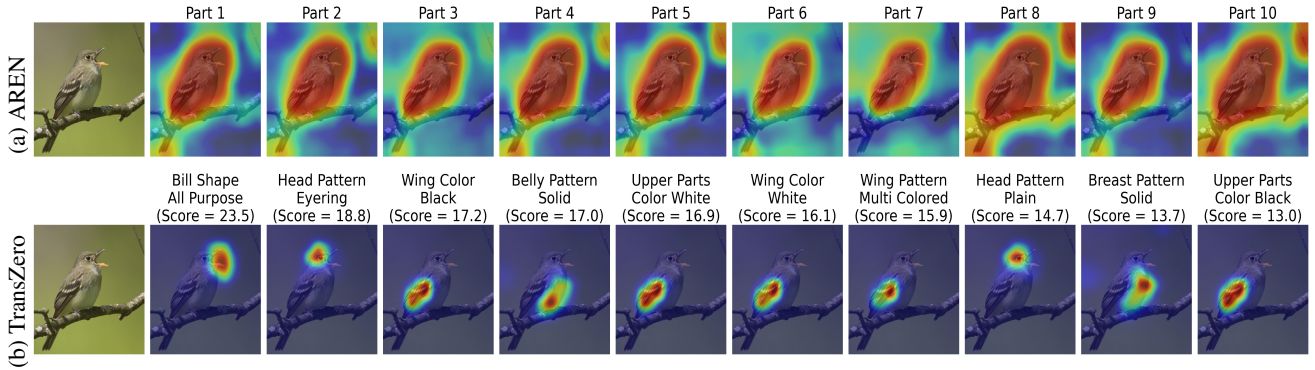 Part 1 Part 2 Part 3 Part 4 Part 5 Part 6 Part 7 Part 8 Part 9 Part 10
(a) AREN
Bill Shape Head Pattern Wing Color Belly Pattern Upper Parts Wing Color Wing Pattern Head Pattern Breast Pattern Upper Parts
All Purpose Eyering Black Solid Color White White Multi Colored Plain Solid Color Black
(Score = 23.5) (Score = 18.8) (Score = 17.2) (Score = 17.0) (Score = 16.9) (Score = 16.1) (Score = 15.9) (Score = 14.7) (Score = 13.7) (Score = 13.0)
(b) TransZero